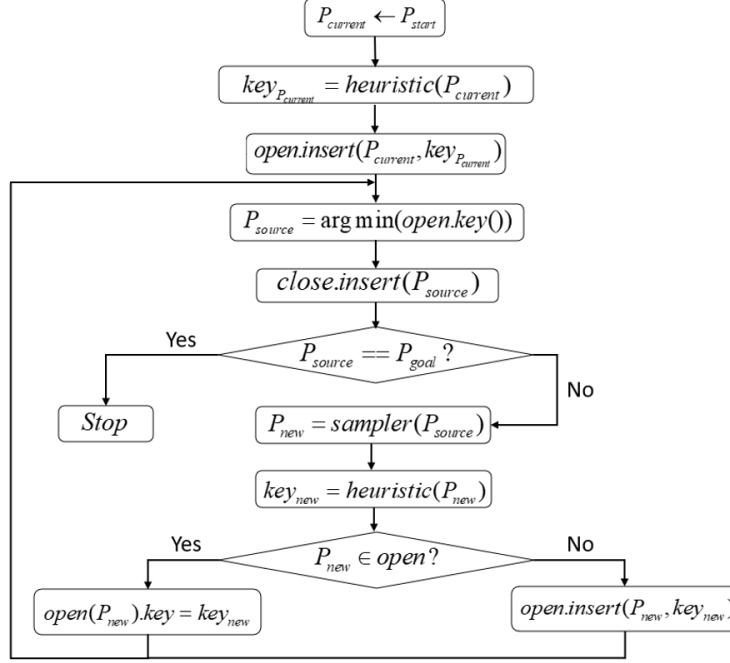 P_current ← P_start
key_P_current = heuristic(P_current)
open.insert(P_current, key_P_current)
P_source = arg min(open.key())
close.insert(P_source)
Yes
P_source == P_goal ?
No
Stop
P_new = sampler(P_source)
key_new = heuristic(P_new)
Yes
P_new ∈ open?
No
open(P_new).key = key_new
open.insert(P_new, key_new)